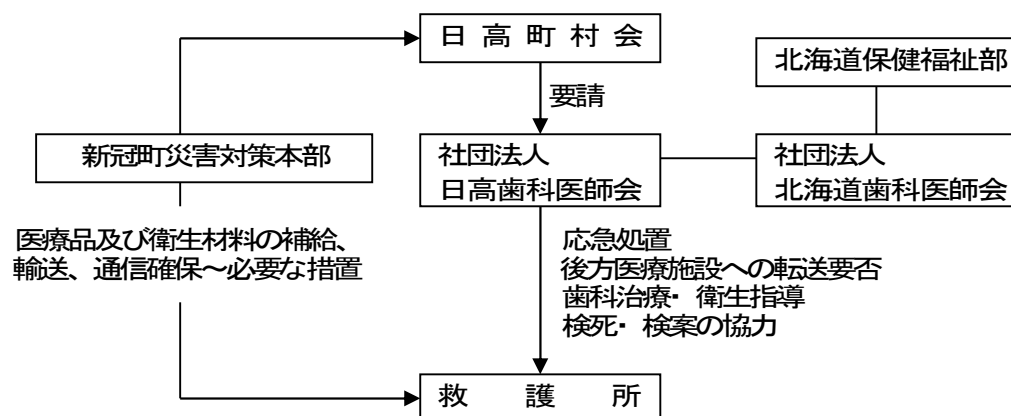 日高町村会
北海道保健福祉部
要請
新冠町災害対策本部
社団法人
日高歯科医師会
社団法人
北海道歯科医師会
医療品及び衛生材料の補給、
輸送、通信確保~必要な措置
応急処置
後方医療施設への転送要否
歯科治療・衛生指導
検死・検案の協力
救護所